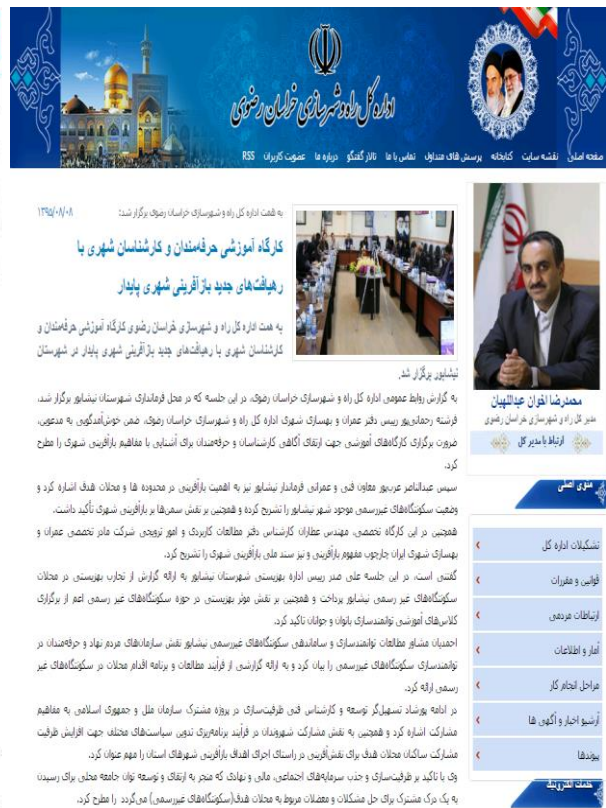 اداره کل راه و شهرسازی خراسان رضوی
صفحه اصلی نقشه سایت کتابخانه پرسش های متداول تماس با ما تالار گفتگو درباره ما عضویت کاربران RSS
به همت اداره کل راه و شهرسازی خراسان رضوی برگزار شد:
۱۳۹۵/۰۸/۰۸
کارگاه آموزشی حرفه‌مندان و کارشناسان شهری با
رهیافت‌های جدید بازآفرینی شهری پایدار
به همت اداره کل راه و شهرسازی خراسان رضوی کارگاه آموزشی حرفه‌مندان و
کارشناسان شهری با رهیافت‌های جدید بازآفرینی شهری پایدار در شهرستان
نیشابور برگزار شد.
به گزارش روابط عمومی اداره کل راه و شهرسازی خراسان رضوی، در این جلسه که در محل فرمانداری شهرستان نیشابور برگزار شد،
فرشته رحمانی‌پور رییس دفتر عمران و بهسازی شهری اداره کل راه و شهرسازی خراسان رضوی، ضمن خوش‌آمدگویی به مدعوین،
ضرورت برگزاری کارگاه‌های آموزشی جهت ارتقای آگاهی کارشناسان و حرفه‌مندان برای آشنایی با مفاهیم بازآفرینی شهری را مطرح
کرد.
سپس عبدالناصر عرب‌پور معاون فنی و عمرانی فرماندار نیشابور نیز به اهمیت بازآفرینی در محدوده ها و محلات هدف اشاره کرد و
وضعیت سکونتگاه‌های غیررسمی موجود شهر نیشابور را تشریح کرده و همچنین بر نقش سمن‌ها بر بازآفرینی شهری تأکید داشت.
همچنین در این کارگاه تخصصی، مهندس عطاران کارشناس دفتر مطالعات کاربردی و امور ترویجی شرکت مادر تخصصی عمران و
بهسازی شهری ایران چارچوب مفهوم بازآفرینی و نیز سند ملی بازآفرینی شهری را تشریح کرد.
گفتنی است، در این جلسه علی صدر رییس اداره بهزیستی شهرستان نیشابور به ارائه گزارش از تجارب بهزیستی در محلات
سکونتگاه‌های غیر رسمی نیشابور پرداخت و همچنین بر نقش موثر بهزیستی در حوزه سکونتگاه‌های غیر رسمی اعم از برگزاری
کلاس‌های آموزشی توانمندسازی بانوان و جوانان تاکید کرد.
احمدیان مشاور مطالعات توانمندسازی و ساماندهی سکونتگاه‌های غیررسمی نیشابور نقش سازمان‌های مردم نهاد و حرفه‌مندان در
توانمندسازی سکونتگاه‌های غیررسمی را بیان کرد و به ارائه گزارشی از فرآیند مطالعات و برنامه اقدام محلات در سکونتگاه‌های غیر
رسمی ارائه کرد.
در ادامه پورشاد تسهیل‌گر توسعه و کارشناس فنی ظرفیت‌سازی در پروژه مشترک سازمان ملل و جمهوری اسلامی به مفاهیم
مشارکت اشاره کرد و همچنین به نقش مشارکت شهروندان در فرآیند برنامه‌ریزی تدوین سیاست‌های مختلف جهت افزایش ظرفیت
مشارکت ساکنان محلات هدف برای نقش‌آفرینی در راستای اجرای اهداف بازآفرینی شهرهای استان را مهم عنوان کرد.
وی با تاکید بر ظرفیت‌سازی و جذب سرمایه‌های اجتماعی، مالی و نهادی که منجر به ارتقای و توسعه توان جامعه محلی برای رسیدن
به یک درک مشترک برای حل مشکلات و معضلات مربوط به محلات هدف(سکونتگاه‌های غیررسمی) می‌گردد را مطرح کرد.
محمدرضا اخوان عبداللهیان
مدیر کل راه و شهرسازی خراسان رضوی
ارتباط با مدیر کل
منوی اصلی
تشکیلات اداره کل
قوانین و مقررات
ارتباطات مردمی
آمار و اطلاعات
مراحل انجام کار
آرشیو اخبار و آگهی ها
پیوندها
خدمات الکترونیک